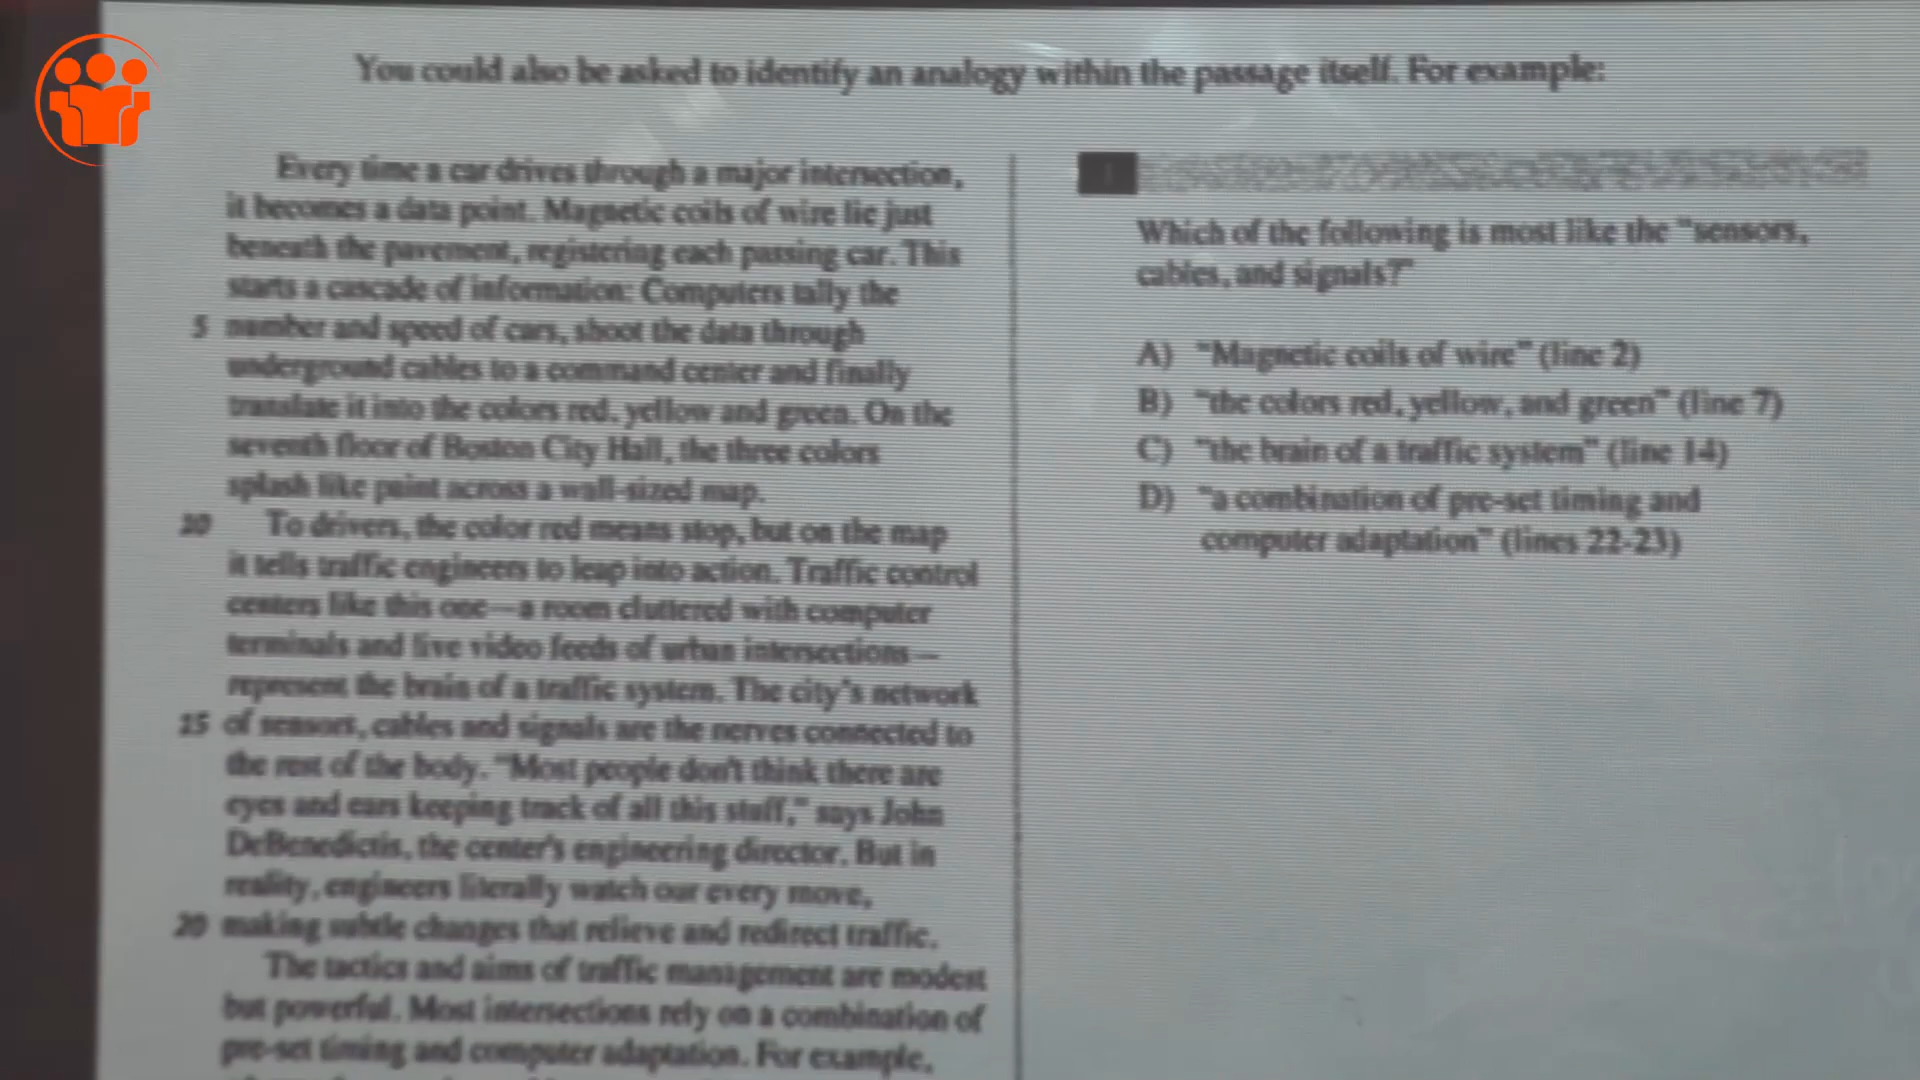 You could also be asked to identify an analogy within the passage itself. For example:
Every time a car drives through a major intersection,
it becomes a data point. Magnetic coils of wire lie just
beneath the pavement, registering each passing car. This
starts a cascade of information: Computers tally the
5 number and speed of cars, shoot the data through
underground cables to a command center and finally
translate it into the colors red, yellow and green. On the
seventh floor of Boston City Hall, the three colors
splash like paint across a wall-sized map.
10 To drivers, the color red means stop, but on the map
it tells traffic engineers to leap into action. Traffic control
centers like this one—a room cluttered with computer
terminals and live video feeds of urban intersections—
represent the brain of a traffic system. The city's network
15 of sensors, cables and signals are the nerves connected to
the rest of the body. "Most people don't think there are
eyes and ears keeping track of all this stuff," says John
DeBenedictis, the center's engineering director. But in
reality, engineers literally watch our every move,
20 making subtle changes that relieve and redirect traffic.
The tactics and aims of traffic management are modest
but powerful. Most intersections rely on a combination of
pre-set timing and computer adaptation. For example,
Which of the following is most like the "sensors,
cables, and signals?"
A) "Magnetic coils of wire" (line 2)
B) "the colors red, yellow, and green" (line 7)
C) "the brain of a traffic system" (line 14)
D) "a combination of pre-set timing and
computer adaptation" (lines 22-23)